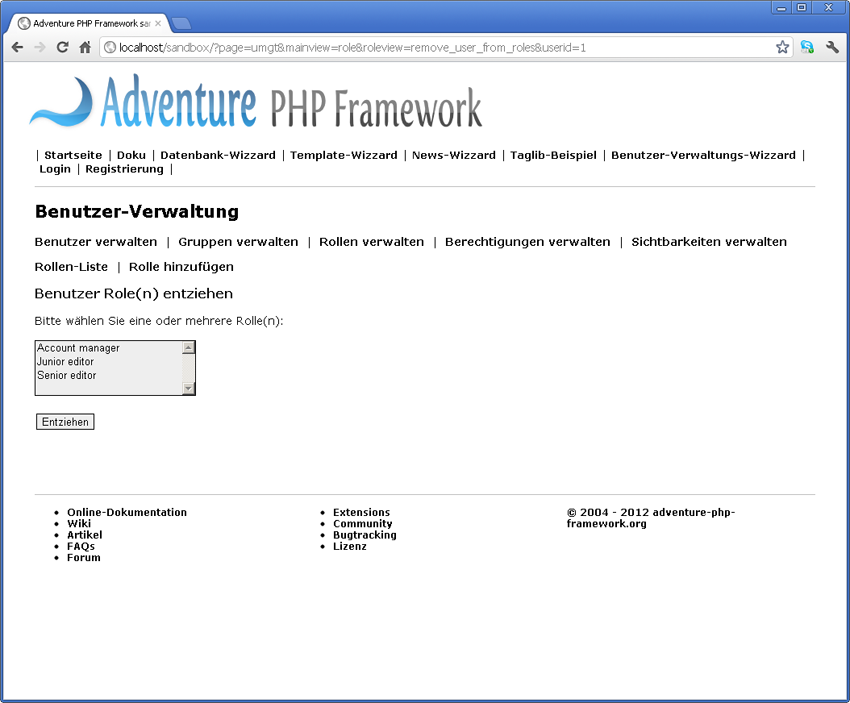 Adventure PHP Framework sa
localhost/sandbox/?page=umgt&mainview=role&roleview=remove_user_from_roles&userid=1
Adventure PHP Framework
| Startseite | Doku | Datenbank-Wizzard | Template-Wizzard | News-Wizzard | Taglib-Beispiel | Benutzer-Verwaltungs-Wizzard |
Login | Registrierung |
Benutzer-Verwaltung
Benutzer verwalten | Gruppen verwalten | Rollen verwalten | Berechtigungen verwalten | Sichtbarkeiten verwalten
Rollen-Liste | Rolle hinzufügen
Benutzer Role(n) entziehen
Bitte wählen Sie eine oder mehrere Rolle(n):
Account manager
Junior editor
Senior editor
Entziehen
Online-Dokumentation
Wiki
Artikel
FAQs
Forum
Extensions
Community
Bugtracking
Lizenz
© 2004 - 2012 adventure-php-
framework.org